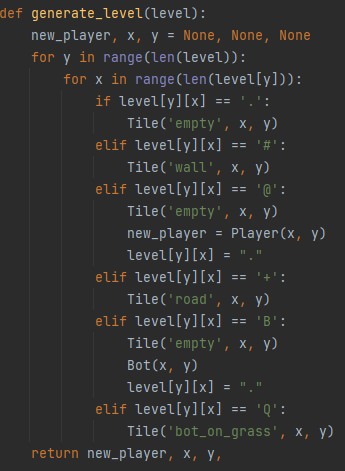 def generate_level(level):
    new_player, x, y = None, None, None
    for y in range(len(level)):
        for x in range(len(level[y])):
            if level[y][x] == '.':
                Tile('empty', x, y)
            elif level[y][x] == '#':
                Tile('wall', x, y)
            elif level[y][x] == '@':
                Tile('empty', x, y)
                new_player = Player(x, y)
                level[y][x] = "."
            elif level[y][x] == '+':
                Tile('road', x, y)
            elif level[y][x] == 'B':
                Tile('empty', x, y)
                Bot(x, y)
                level[y][x] = "."
            elif level[y][x] == 'Q':
                Tile('bot_on_grass', x, y)
    return new_player, x, y,